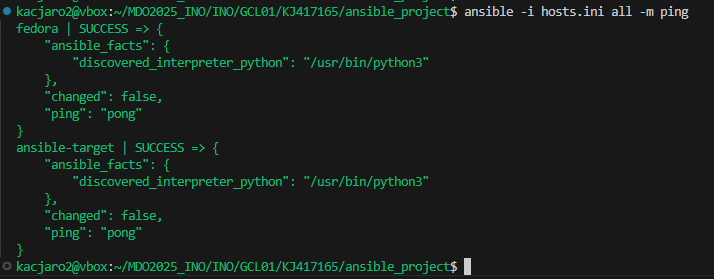 kacjaro2@vbox:~/MDO2025_INO/INO/GCL01/KJ417165/ansible_project$ ansible -i hosts.ini all -m ping
fedora | SUCCESS => {
    "ansible_facts": {
        "discovered_interpreter_python": "/usr/bin/python3"
    },
    "changed": false,
    "ping": "pong"
}
ansible-target | SUCCESS => {
    "ansible_facts": {
        "discovered_interpreter_python": "/usr/bin/python3"
    },
    "changed": false,
    "ping": "pong"
}
kacjaro2@vbox:~/MDO2025_INO/INO/GCL01/KJ417165/ansible_project$